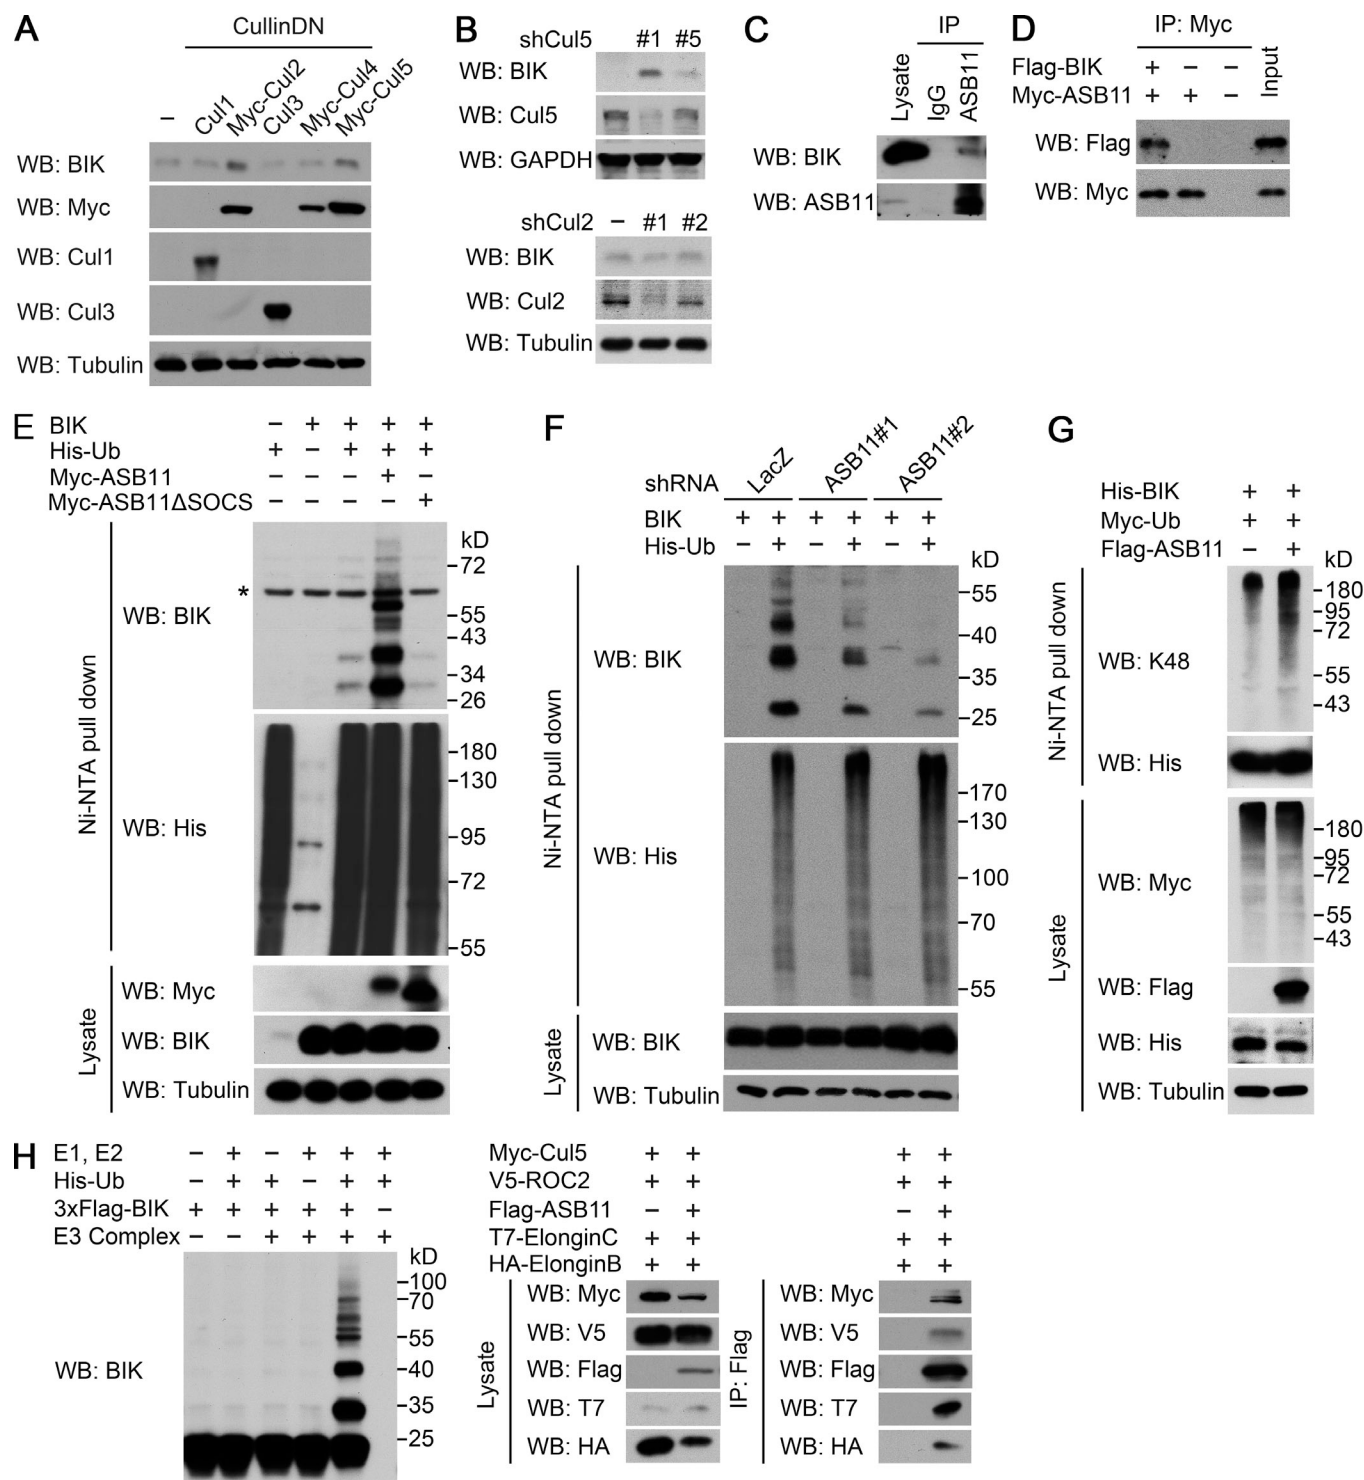 A
CullinDN
– Cul1 Myc-Cul2 Cul3 Myc-Cul4 Myc-Cul5
WB: BIK
WB: Myc
WB: Cul1
WB: Cul3
WB: Tubulin
B
shCul5 #1 #5
WB: BIK
WB: Cul5
WB: GAPDH
shCul2 – #1 #2
WB: BIK
WB: Cul2
WB: Tubulin
C
IP
Lysate IgG ASB11
WB: BIK
WB: ASB11
D
IP: Myc
Flag-BIK + – –
Myc-ASB11 + + –
Input
WB: Flag
WB: Myc
E
BIK – + + + +
His-Ub + – + + +
Myc-ASB11 – – – + –
Myc-ASB11ΔSOCS – – – – +
kD
–72
*
–55
–43
–34
–26
WB: BIK
Ni-NTA pull down
–180
–130
–95
–72
–55
WB: His
Lysate
WB: Myc
WB: BIK
WB: Tubulin
F
shRNA LacZ ASB11#1 ASB11#2
BIK + + + + + +
His-Ub – + – + – +
kD
–55
–40
–35
–25
WB: BIK
Ni-NTA pull down
–170
–130
–100
–70
–55
WB: His
Lysate
WB: BIK
WB: Tubulin
G
His-BIK + +
Myc-Ub + +
Flag-ASB11 – +
kD
–180
–95
–72
–55
–43
Ni-NTA pull down
WB: K48
WB: His
–180
–95
–72
–55
–43
Lysate
WB: Myc
WB: Flag
WB: His
WB: Tubulin
H
E1, E2 – + – + + +
His-Ub – + + – + +
3xFlag-BIK + + + + + –
E3 Complex – – + + + +
kD
–100
–70
–55
–40
–35
–25
WB: BIK
Myc-Cul5 + + + +
V5-ROC2 + + + +
Flag-ASB11 – + – +
T7-ElonginC + + + +
HA-ElonginB + + + +
Lysate
WB: Myc
WB: V5
WB: Flag
WB: T7
WB: HA
IP: Flag
WB: Myc
WB: V5
WB: Flag
WB: T7
WB: HA